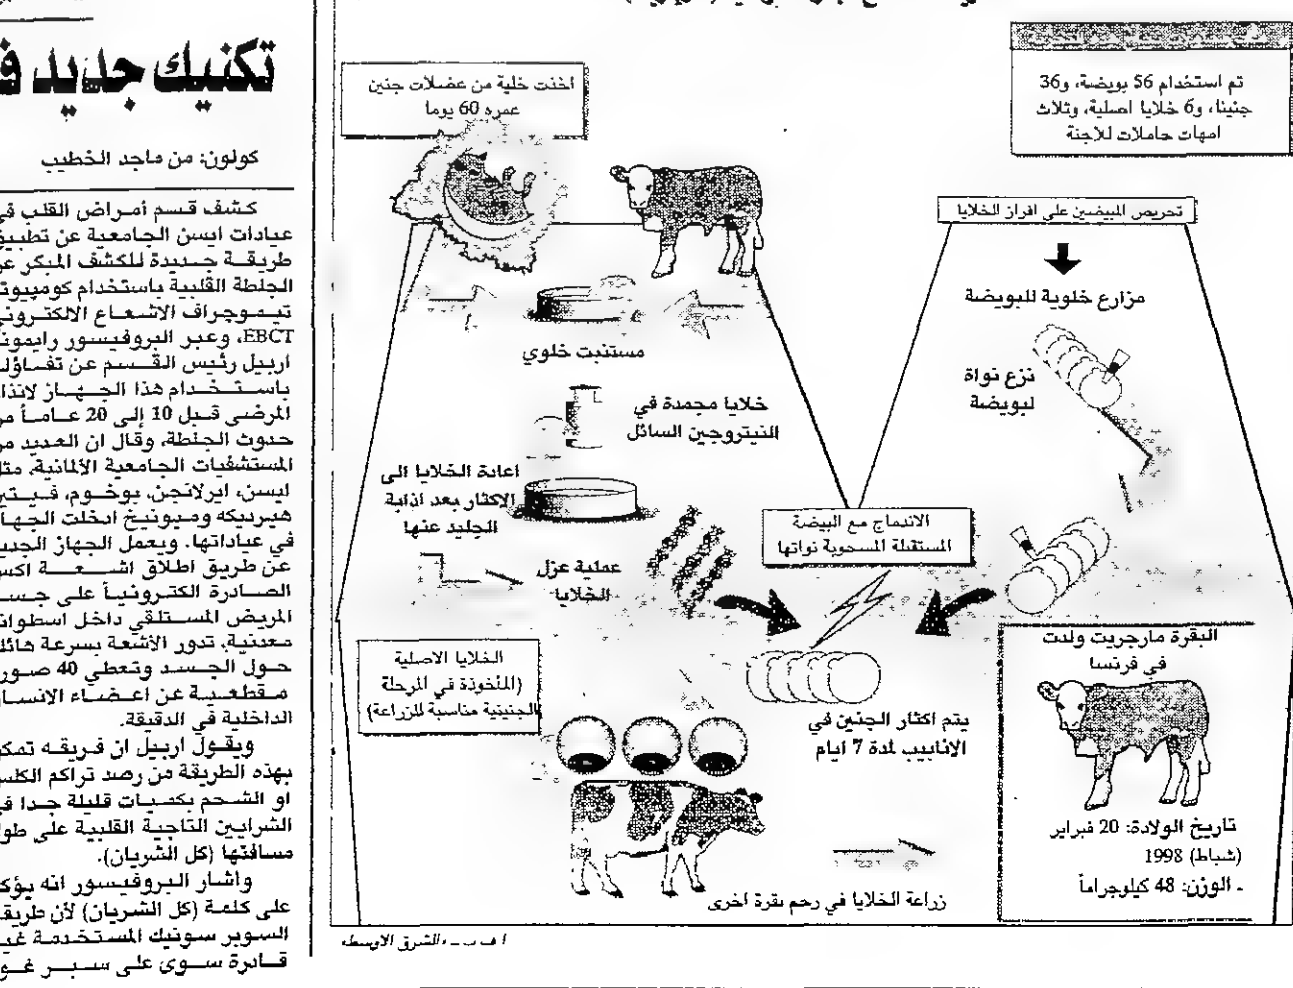 تم استخدام 56 بويضة، و36
جنينا، و6 خلايا اصلية، وثلاث
امهات حاملات للاجنة
اخذت خلية من عضلات جنين
عمره 60 يوما
تحريض المبيضين على افراز الخلايا
مزارع خلوية للبويضة
نزع نواة
لبويضة
مستنبت خلوي
خلايا مجمدة في
النيتروجين السائل
اعادة الخلايا الى
الاكثار بعد اذابة
الجليد عنها
عملية عزل
الخلايا
الاندماج مع البيضة
المستقبلة المسحوبة نواتها
الخلايا الاصلية
(المأخوذة في المرحلة
الجنينية مناسبة للزراعة)
يتم اكثار الجنين في
الانابيب لمدة 7 ايام
زراعة الخلايا في رحم بقرة اخرى
البقرة مارجريت ولدت
في فرنسا
تاريخ الولادة: 20 فبراير
(شباط) 1998
- الوزن: 48 كيلوجراماً
ا ف ب - «الشرق الاوسط»
تكنيك جديد
كولون: من ماجد الخطيب
كشف قسم أمراض القلب في
عيادات ايسن الجامعية عن تطبيق
طريقة جديدة للكشف المبكر عن
الجلطة القلبية باستخدام كومبيوتر
تيموجراف الاشعاع الالكتروني
EBCT، وعبر البروفيسور رايموند
اربيل رئيس القسم عن تفاؤله
باستخدام هذا الجهاز لانذار
المرضى قبل 10 إلى 20 عاماً من
حدوث الجلطة، وقال ان العديد من
المستشفيات الجامعية الألمانية، مثل
ايسن، ايرلانجن، بوخوم، فيتين
هيرديكه وميونيخ ادخلت الجهاز
في عياداتها. ويعمل الجهاز الجديد
عن طريق اطلاق اشعة اكس
الصادرة الكترونياً على جسد
المريض المستلقي داخل اسطوانة
معدنية، تدور الأشعة بسرعة هائلة
حول الجسد وتعطي 40 صورة
مقطعية عن اعضاء الانسان
الداخلية في الدقيقة.
ويقول اربيل ان فريقه تمكن
بهذه الطريقة من رصد تراكم الكلس
او الشحم بكميات قليلة جدا في
الشرايين التاجية القلبية على طول
مسافتها (كل الشريان).
واشار البروفيسور انه يؤكد
على كلمة (كل الشريان) لأن طريقة
السوبر سونيك المستخدمة غير
قادرة سوى على سبر غور